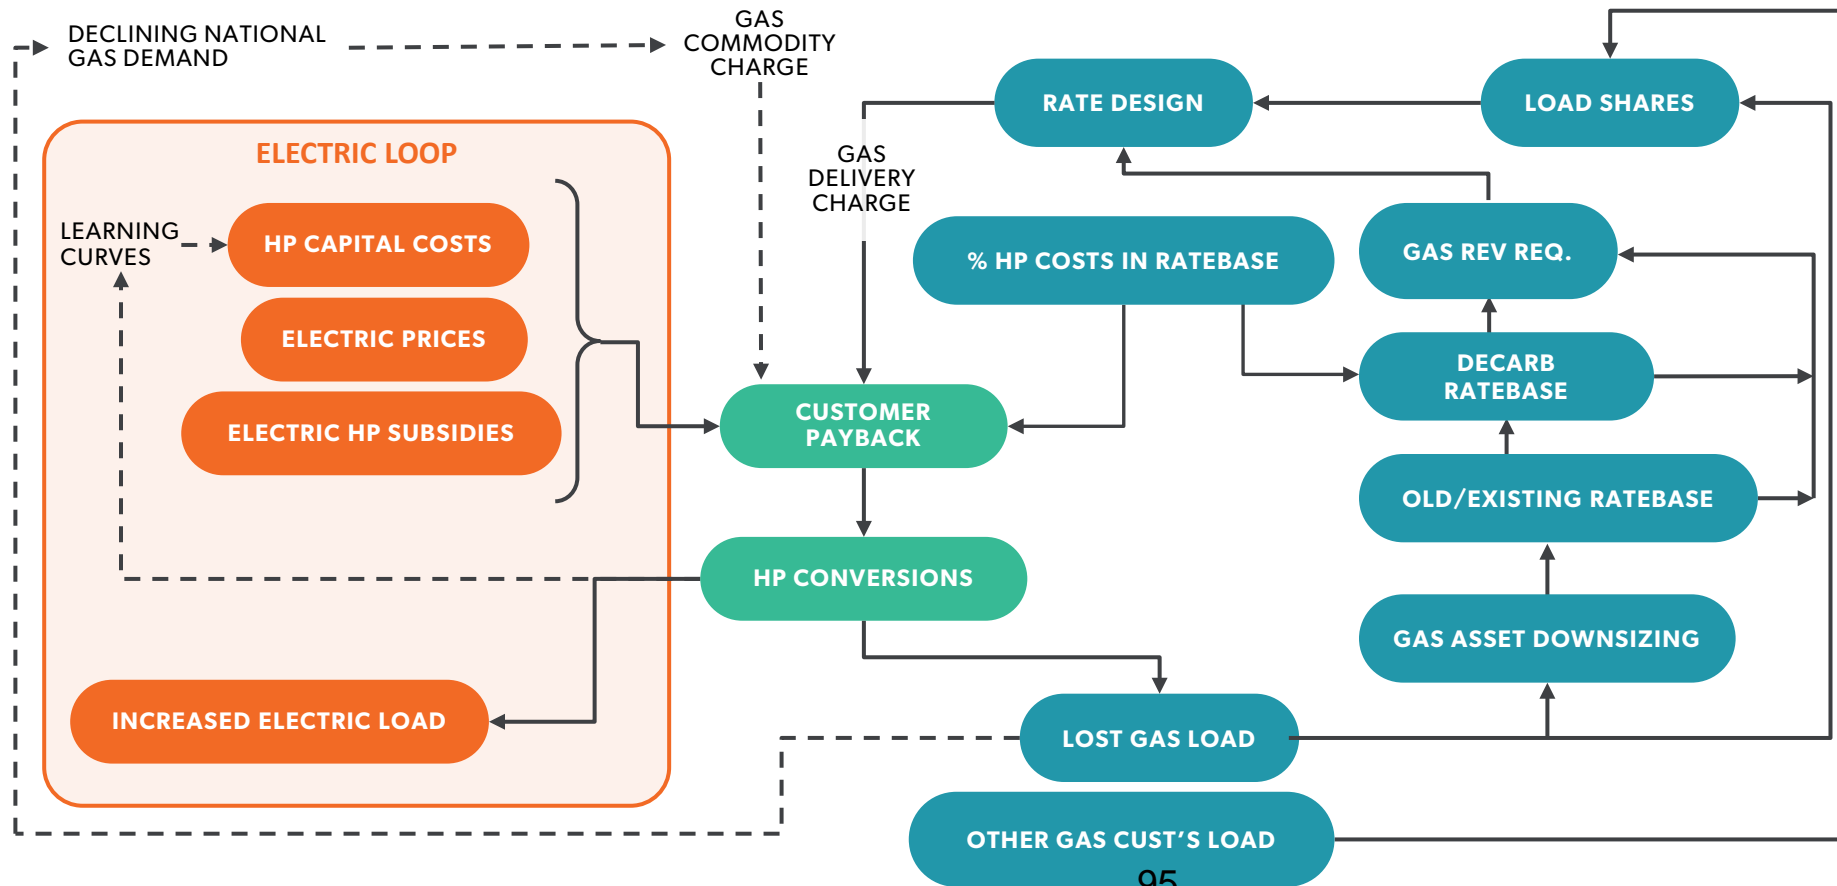 DECLINING NATIONAL
GAS DEMAND
GAS
COMMODITY
CHARGE
RATE DESIGN
LOAD SHARES
ELECTRIC LOOP
GAS
DELIVERY
CHARGE
LEARNING
CURVES
HP CAPITAL COSTS
% HP COSTS IN RATEBASE
GAS REV REQ.
ELECTRIC PRICES
DECARB
RATEBASE
ELECTRIC HP SUBSIDIES
CUSTOMER
PAYBACK
OLD/EXISTING RATEBASE
HP CONVERSIONS
GAS ASSET DOWNSIZING
INCREASED ELECTRIC LOAD
LOST GAS LOAD
OTHER GAS CUST’S LOAD
95